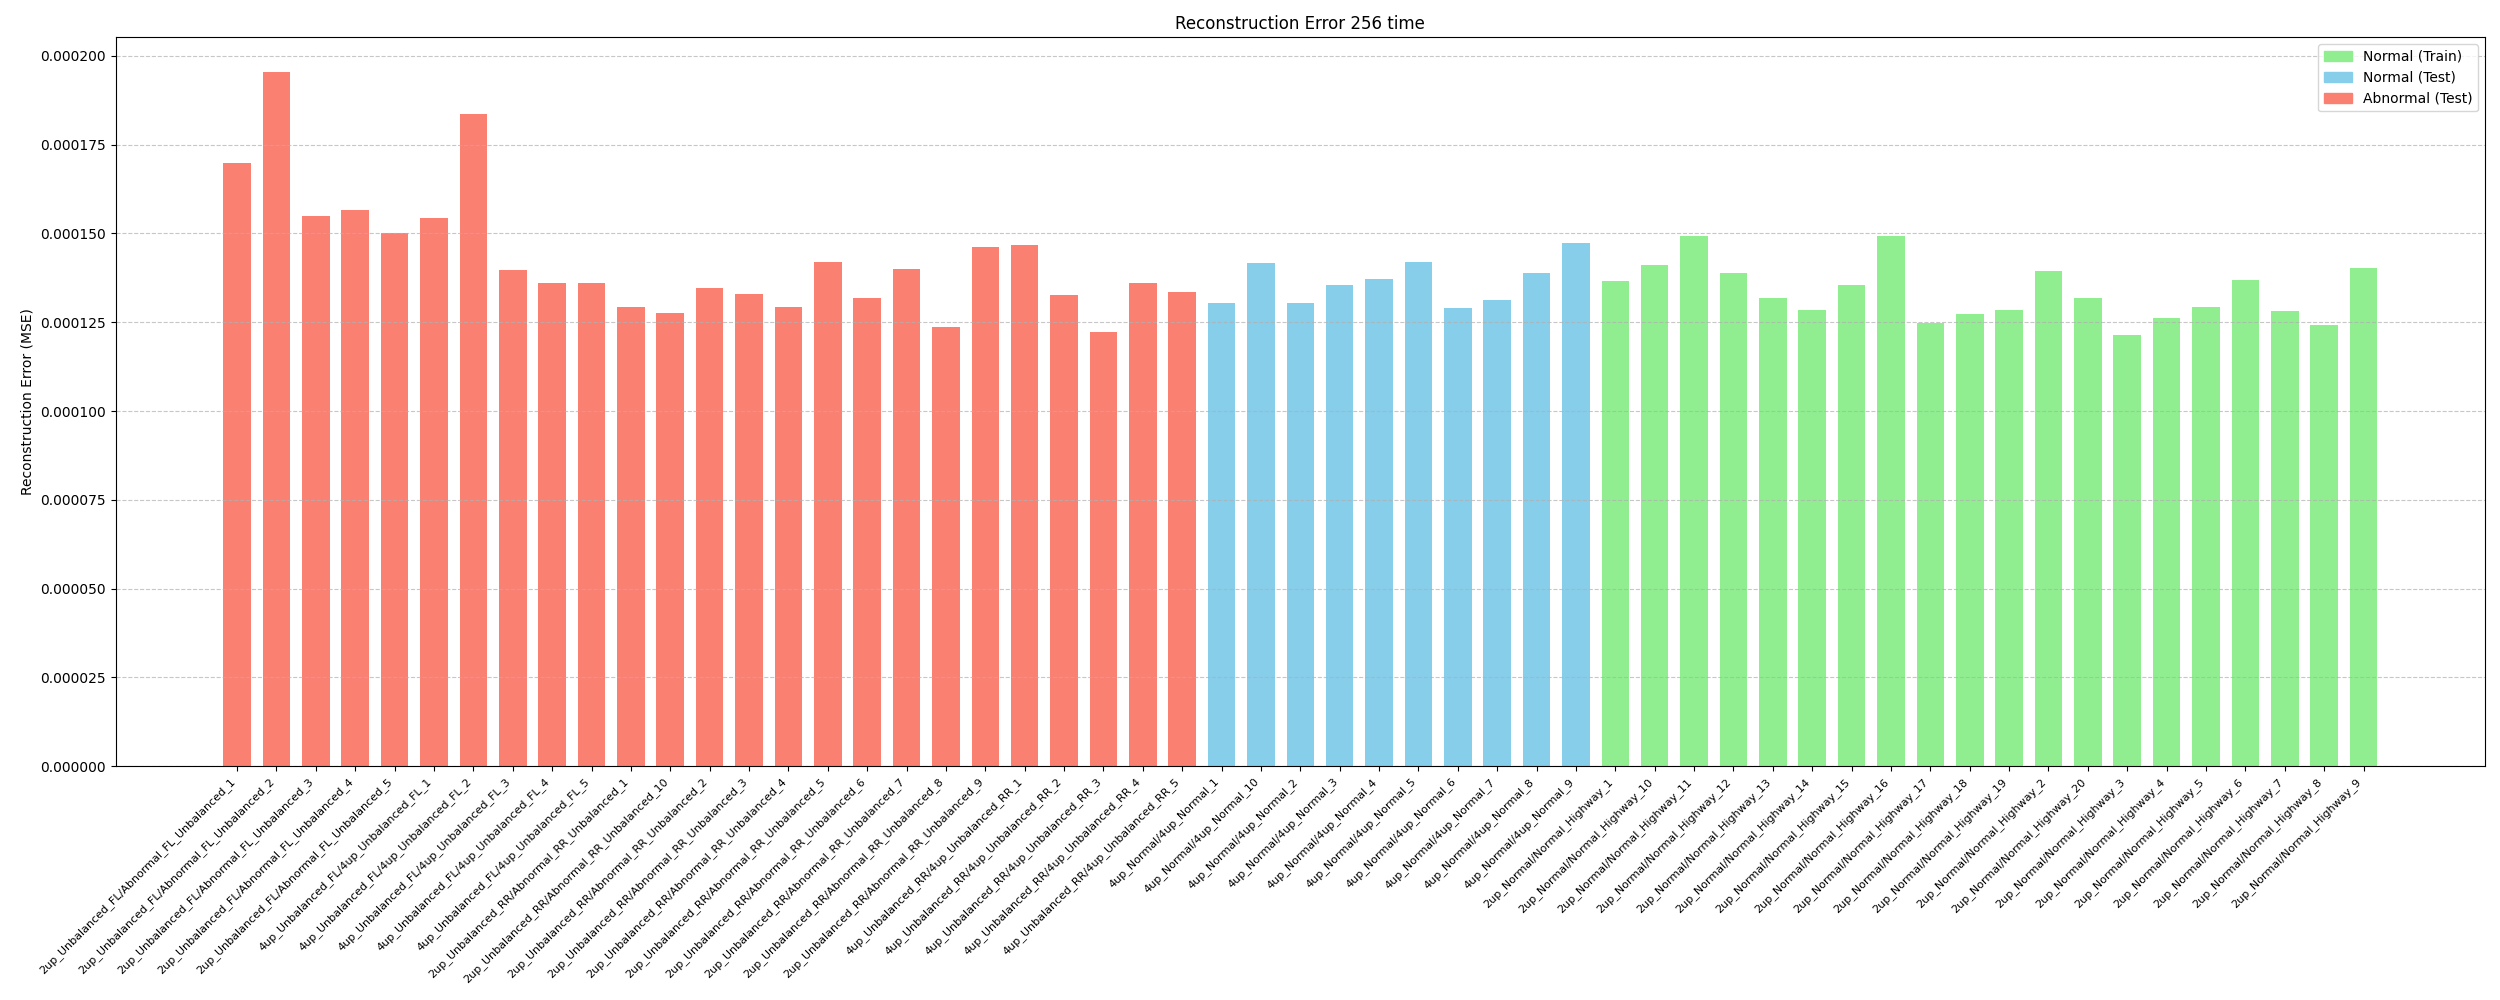 Reconstruction Error 256 time
Normal (Train)
Normal (Test)
Abnormal (Test)
Reconstruction Error (MSE)
0.000200
0.000175
0.000150
0.000125
0.000100
0.000075
0.000050
0.000025
0.000000
2up_Unbalanced_FL/Abnormal_FL_Unbalanced_1
2up_Unbalanced_FL/Abnormal_FL_Unbalanced_2
2up_Unbalanced_FL/Abnormal_FL_Unbalanced_3
2up_Unbalanced_FL/Abnormal_FL_Unbalanced_4
2up_Unbalanced_FL/Abnormal_FL_Unbalanced_5
4up_Unbalanced_FL/4up_Unbalanced_FL_1
4up_Unbalanced_FL/4up_Unbalanced_FL_2
4up_Unbalanced_FL/4up_Unbalanced_FL_3
4up_Unbalanced_FL/4up_Unbalanced_FL_4
4up_Unbalanced_FL/4up_Unbalanced_FL_5
2up_Unbalanced_RR/Abnormal_RR_Unbalanced_1
2up_Unbalanced_RR/Abnormal_RR_Unbalanced_10
2up_Unbalanced_RR/Abnormal_RR_Unbalanced_2
2up_Unbalanced_RR/Abnormal_RR_Unbalanced_3
2up_Unbalanced_RR/Abnormal_RR_Unbalanced_4
2up_Unbalanced_RR/Abnormal_RR_Unbalanced_5
2up_Unbalanced_RR/Abnormal_RR_Unbalanced_6
2up_Unbalanced_RR/Abnormal_RR_Unbalanced_7
2up_Unbalanced_RR/Abnormal_RR_Unbalanced_8
2up_Unbalanced_RR/Abnormal_RR_Unbalanced_9
4up_Unbalanced_RR/4up_Unbalanced_RR_1
4up_Unbalanced_RR/4up_Unbalanced_RR_2
4up_Unbalanced_RR/4up_Unbalanced_RR_3
4up_Unbalanced_RR/4up_Unbalanced_RR_4
4up_Unbalanced_RR/4up_Unbalanced_RR_5
4up_Normal/4up_Normal_1
4up_Normal/4up_Normal_10
4up_Normal/4up_Normal_2
4up_Normal/4up_Normal_3
4up_Normal/4up_Normal_4
4up_Normal/4up_Normal_5
4up_Normal/4up_Normal_6
4up_Normal/4up_Normal_7
4up_Normal/4up_Normal_8
4up_Normal/4up_Normal_9
2up_Normal/Normal_Highway_1
2up_Normal/Normal_Highway_10
2up_Normal/Normal_Highway_11
2up_Normal/Normal_Highway_12
2up_Normal/Normal_Highway_13
2up_Normal/Normal_Highway_14
2up_Normal/Normal_Highway_15
2up_Normal/Normal_Highway_16
2up_Normal/Normal_Highway_17
2up_Normal/Normal_Highway_18
2up_Normal/Normal_Highway_19
2up_Normal/Normal_Highway_2
2up_Normal/Normal_Highway_20
2up_Normal/Normal_Highway_3
2up_Normal/Normal_Highway_4
2up_Normal/Normal_Highway_5
2up_Normal/Normal_Highway_6
2up_Normal/Normal_Highway_7
2up_Normal/Normal_Highway_8
2up_Normal/Normal_Highway_9